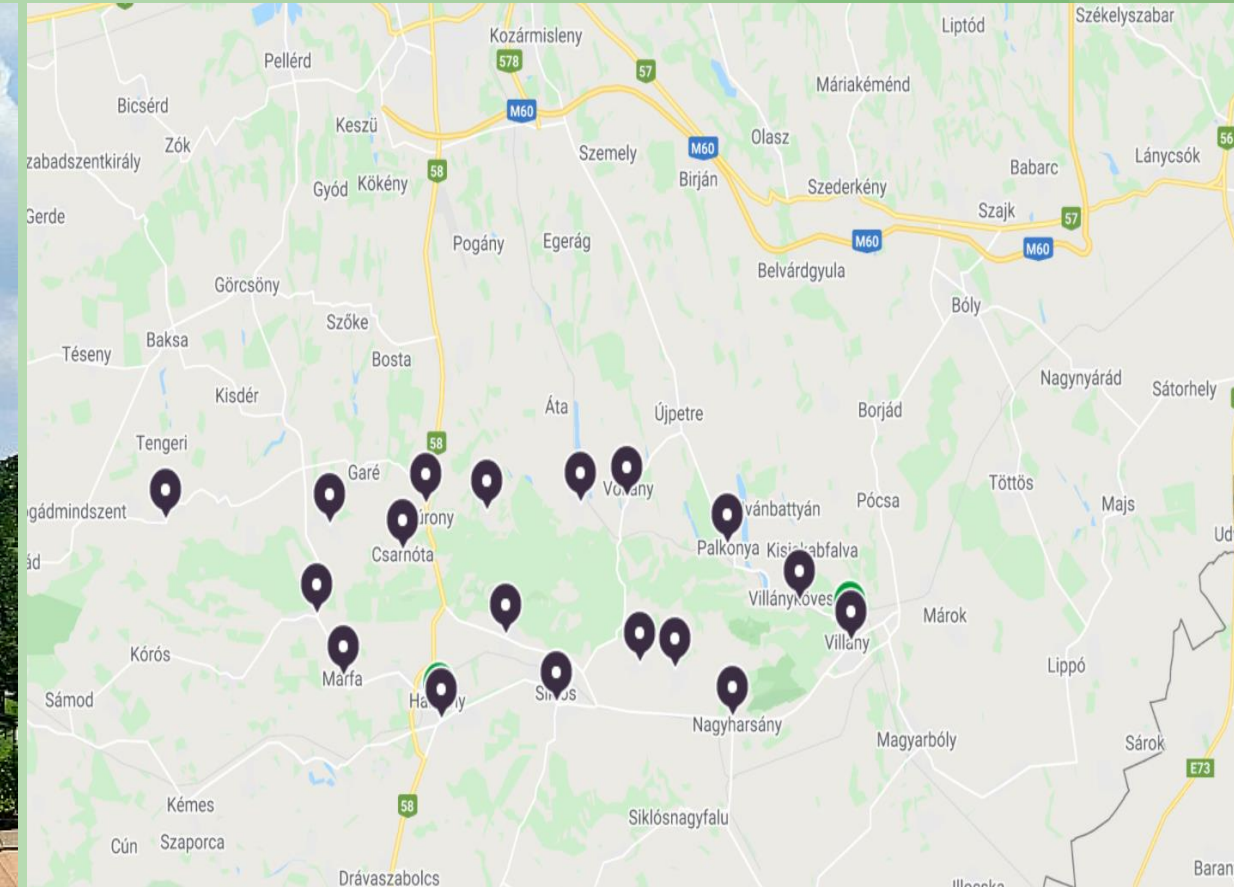 Székelyszabar
Liptód
Kozármisleny
578
Pellérd
57
Máriakéménd
Bicsérd
M60
Keszü
Olasz
56
Zók
M60
Szemely
Lánycsók
zabadszentkirály
Babarc
58
Birján
Gyód
Kökény
Szederkény
Gerde
Szajk
57
Pogány
Egerág
M60
M60
Belvárdgyula
Görcsöny
Bóly
Szőke
Baksa
Téseny
Bosta
Nagynyárád
Sátorhely
Kisdér
Áta
Újpetre
Borjád
Tengeri
58
Garé
Töttös
Pócsa
Majs
ogádmindszent
Ivánbattyán
Palkonya
Csarnóta
Márok
Villány
Kórós
Lippó
Márfa
Sámod
Nagyharsány
Magyarbóly
Sárok
E73
Kémes
58
Siklósnagyfalu
Cún
Szaporca
Drávaszabolcs
Baran